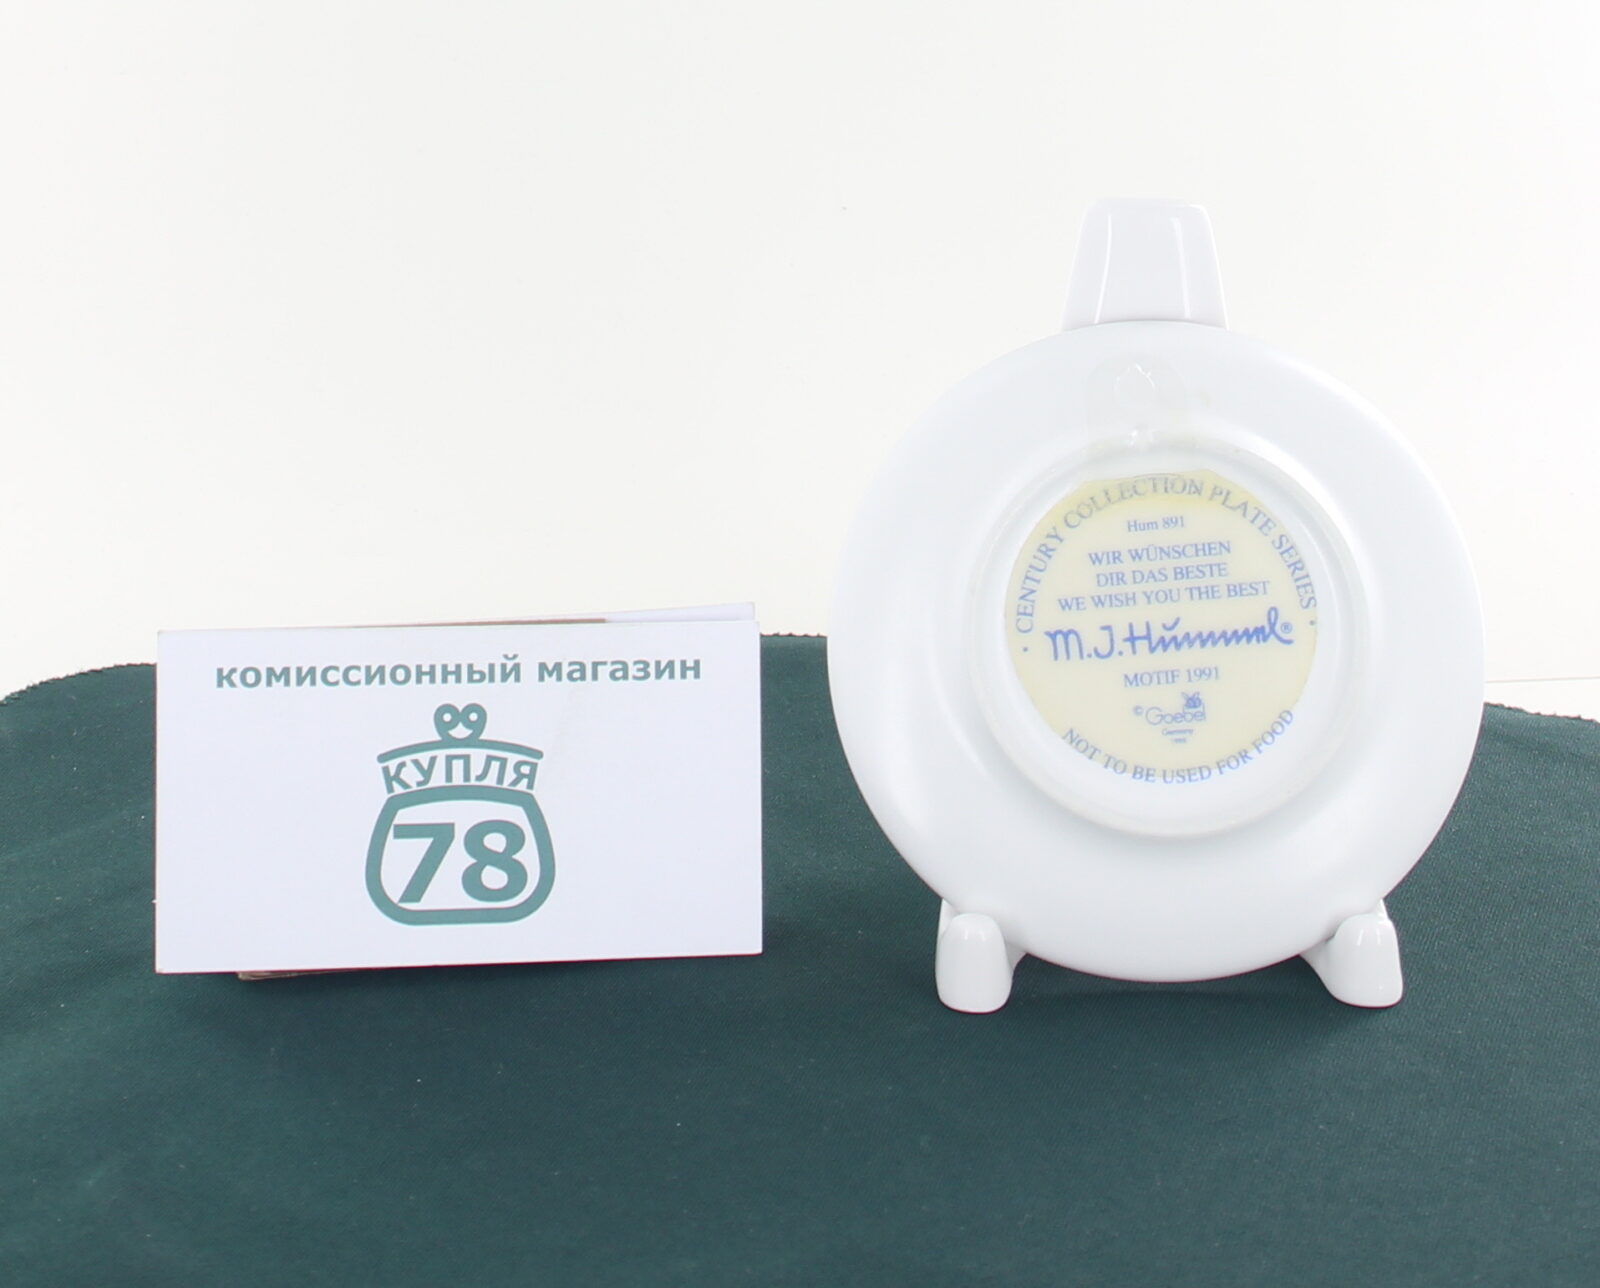 комиссионный магазин
КУПЛЯ
78
· CENTURY COLLECTION PLATE SERIES ·
Hum 891
WIR WÜNSCHEN
DIR DAS BESTE
WE WISH YOU THE BEST
M.J.Hummel®
MOTIF 1991
© Goebel
Germany
NOT TO BE USED FOR FOOD